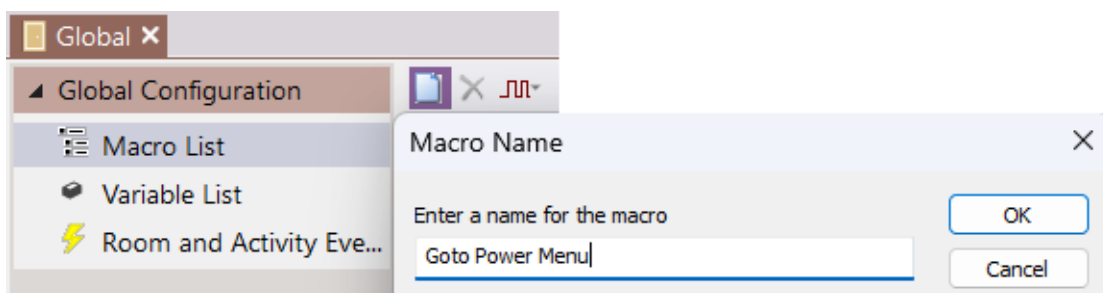 Global
Global Configuration
Macro List
Variable List
Room and Activity Eve...
Macro Name
Enter a name for the macro
Goto Power Menu
OK
Cancel